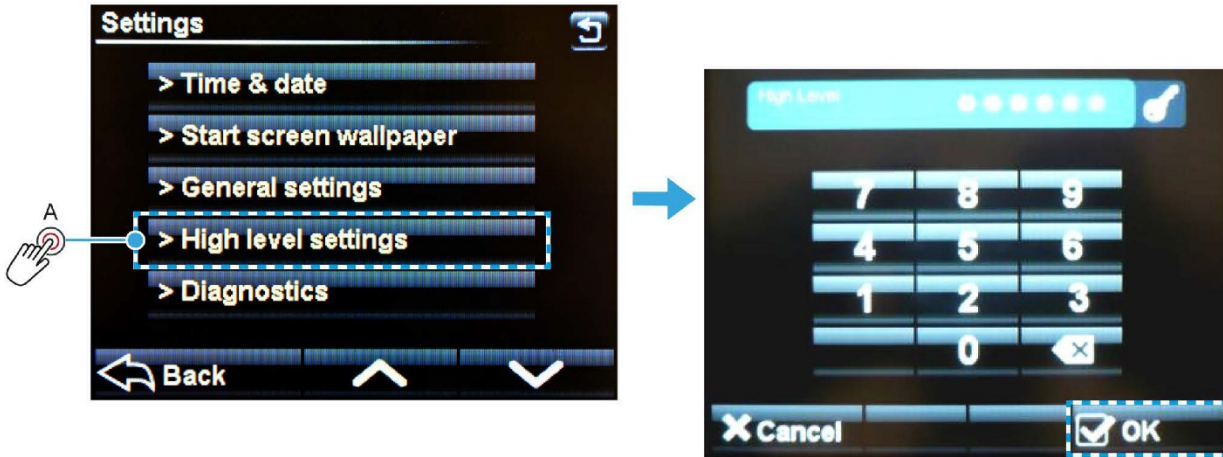 Settings
> Time & date
> Start screen wallpaper
> General settings
A
> High level settings
> Diagnostics
Back
High Level
7 8 9
4 5 6
1 2 3
0
Cancel
OK